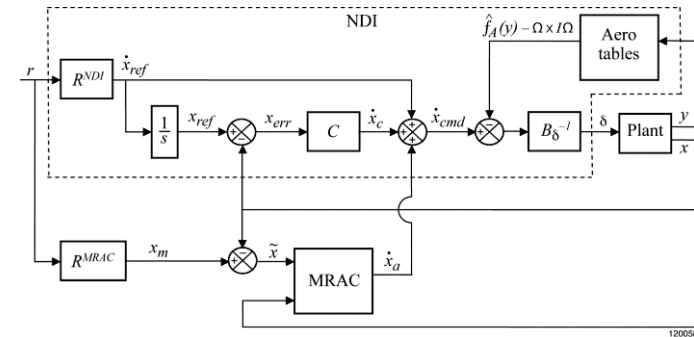 NDI
f̂_A(y) − Ω × IΩ
Aero
tables
r
R^NDI
ẋ_ref
1/s
x_ref
x_err
C
ẋ_c
ẋ_cmd
B_δ^-1
δ
Plant
y
x
R^MRAC
x_m
x̃
MRAC
ẋ_a